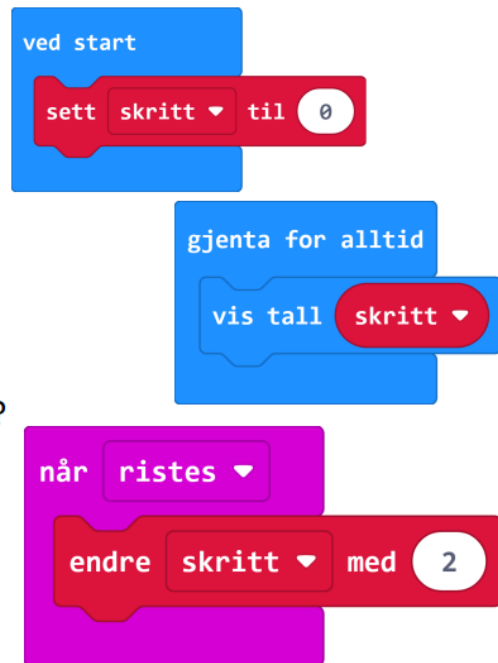 ved start
sett skritt til 0
gjenta for alltid
vis tall skritt
?
når ristes
endre skritt med 2